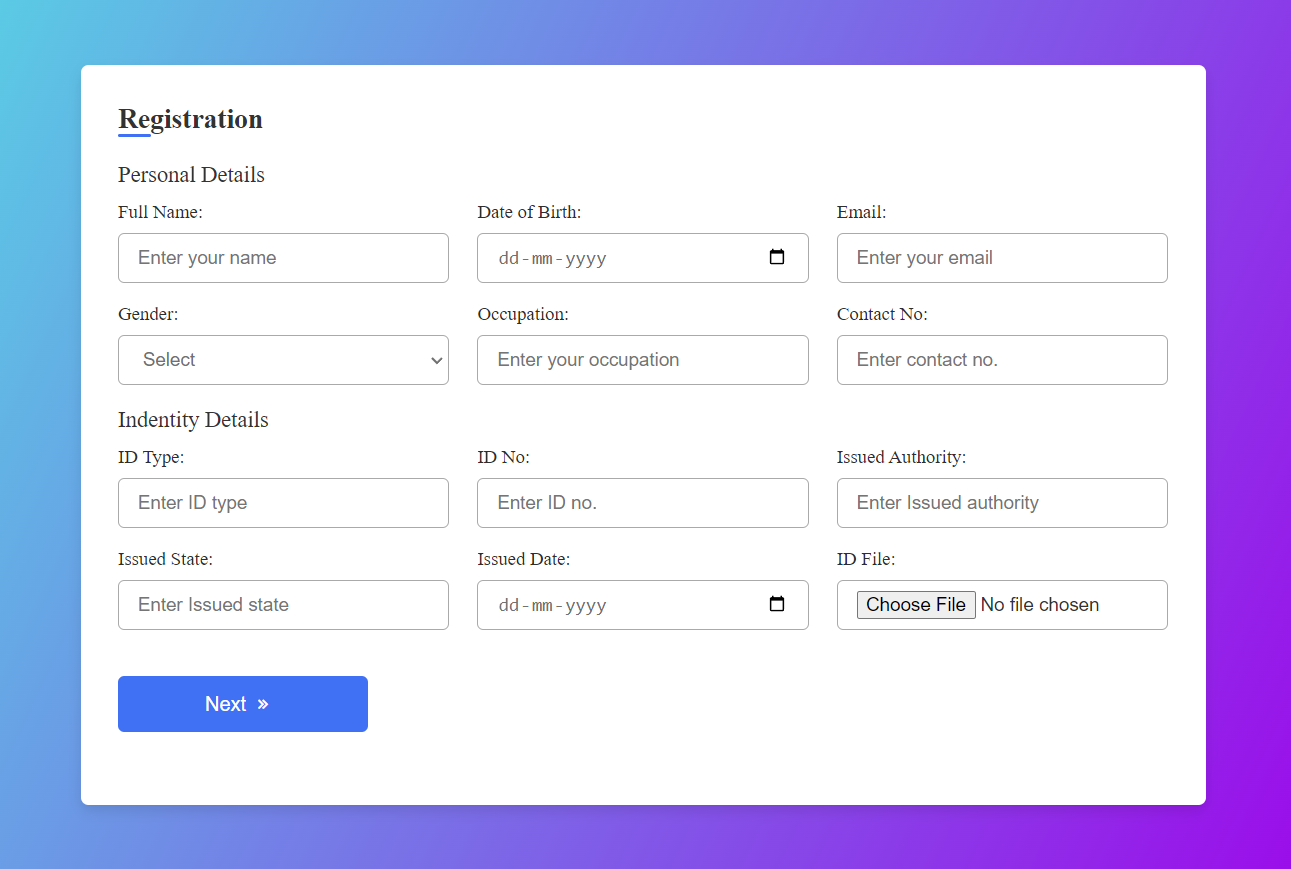 Registration
Personal Details
Full Name: Date of Birth: Email:
Enter your name dd-mm-yyyy Enter your email
Gender: Occupation: Contact No:
Select Enter your occupation Enter contact no.
Indentity Details
ID Type: ID No: Issued Authority:
Enter ID type Enter ID no. Enter Issued authority
Issued State: Issued Date: ID File:
Enter Issued state dd-mm-yyyy Choose File No file chosen
Next »